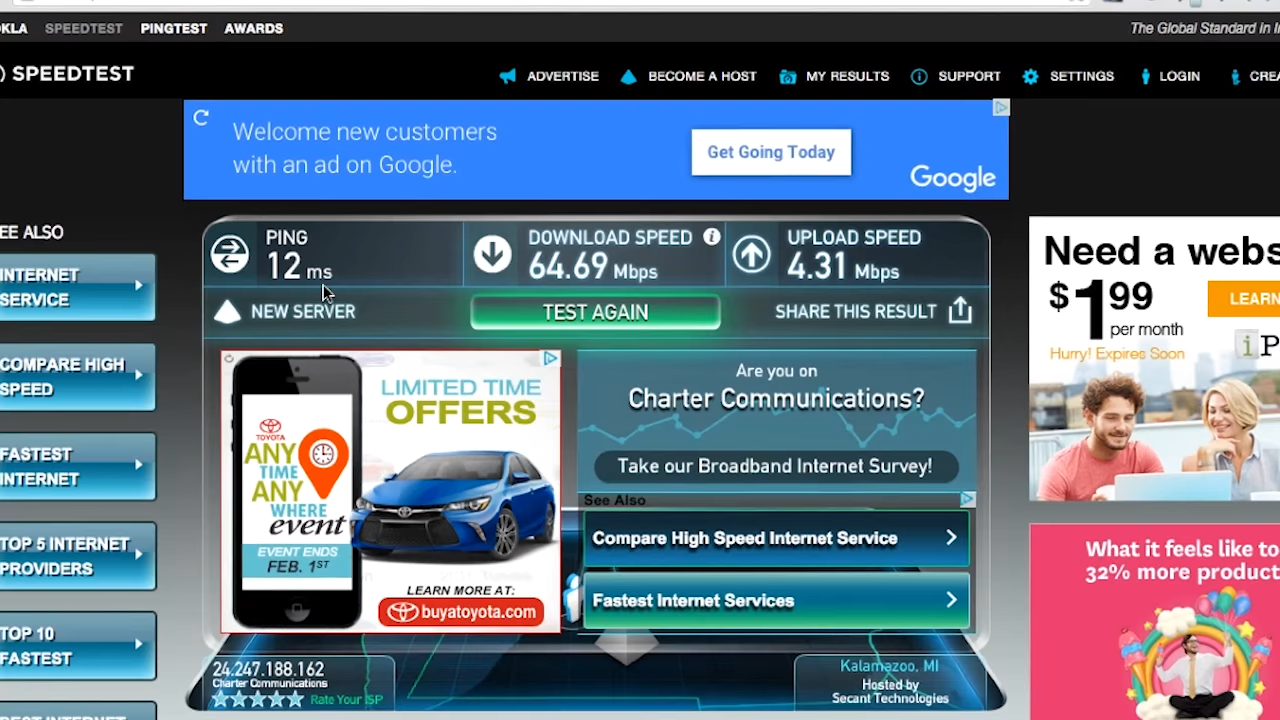 KLA SPEEDTEST PINGTEST AWARDS
The Global Standard in In
SPEEDTEST
ADVERTISE BECOME A HOST MY RESULTS SUPPORT SETTINGS LOGIN CREA
Welcome new customers
with an ad on Google.
Get Going Today
Google
EE ALSO
INTERNET
SERVICE
COMPARE HIGH
SPEED
FASTEST
INTERNET
TOP 5 INTERNET
PROVIDERS
TOP 10
FASTEST
BEST INTERNET
PING
12 ms
DOWNLOAD SPEED
64.69 Mbps
UPLOAD SPEED
4.31 Mbps
NEW SERVER
TEST AGAIN
SHARE THIS RESULT
TOYOTA
ANY
TIME
ANY
WHERE
event
EVENT ENDS
FEB. 1ST
LIMITED TIME
OFFERS
LEARN MORE AT:
buyatoyota.com
Are you on
Charter Communications?
Take our Broadband Internet Survey!
See Also
Compare High Speed Internet Service
Fastest Internet Services
24.247.188.162
Charter Communications
Rate Your ISP
Kalamazoo, MI
Hosted by
Secant Technologies
Need a webs
$1.99
per month
Hurry! Expires Soon
LEARN
iP
What it feels like to
32% more product